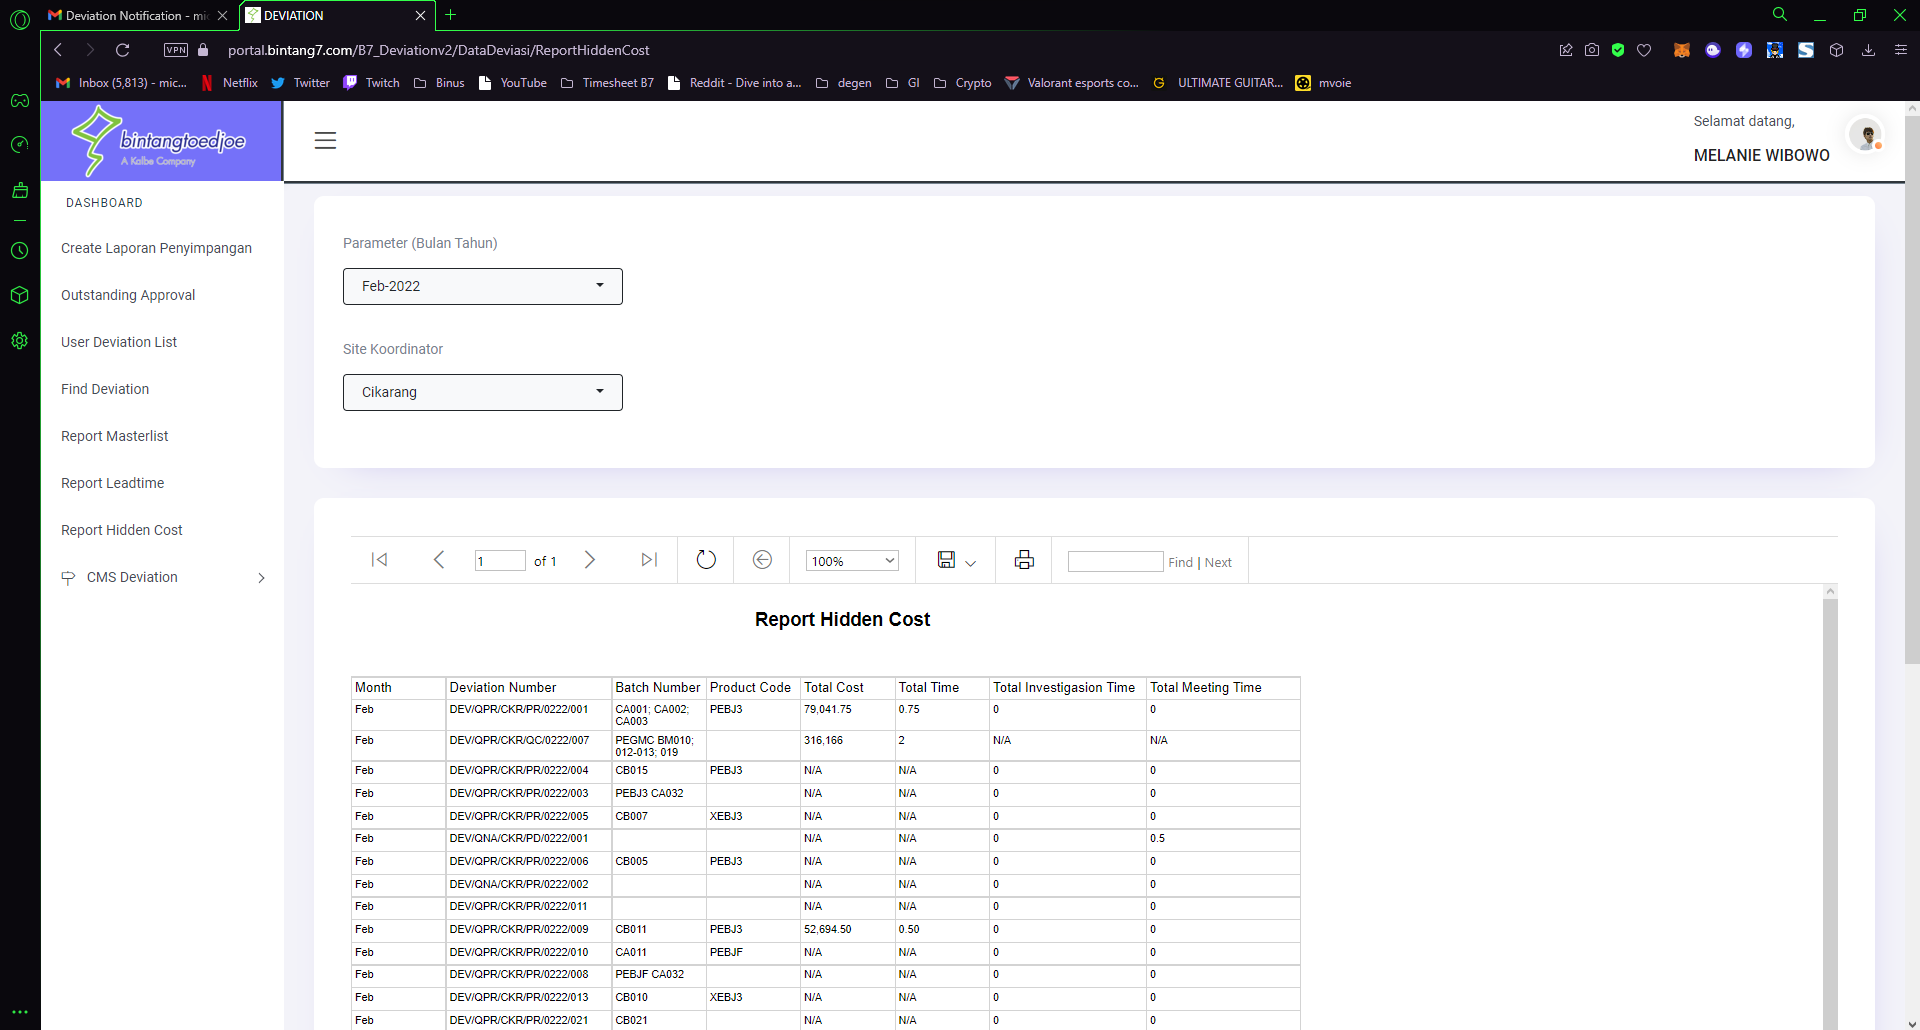 Deviation Notification - mic
DEVIATION
VPN
portal.bintang7.com/B7_Deviationv2/DataDeviasi/ReportHiddenCost
Inbox (5,813) - mic... Netflix Twitter Twitch Binus YouTube Timesheet B7 Reddit - Dive into a... degen GI Crypto Valorant esports co... ULTIMATE GUITAR... mvoie
bintangtoedjoe
A Kalbe Company
Selamat datang,
MELANIE WIBOWO
DASHBOARD
Create Laporan Penyimpangan
Outstanding Approval
User Deviation List
Find Deviation
Report Masterlist
Report Leadtime
Report Hidden Cost
CMS Deviation
Parameter (Bulan Tahun)
Feb-2022
Site Koordinator
Cikarang
1 of 1 100% Find | Next
Report Hidden Cost
Month Deviation Number Batch Number Product Code Total Cost Total Time Total Investigasion Time Total Meeting Time
Feb DEV/QPR/CKR/PR/0222/001 CA001; CA002; PEBJ3 79,041.75 0.75 0 0
CA003
Feb DEV/QPR/CKR/QC/0222/007 PEGMC BM010; 316,166 2 N/A N/A
012-013; 019
Feb DEV/QPR/CKR/PR/0222/004 CB015 PEBJ3 N/A N/A 0 0
Feb DEV/QPR/CKR/PR/0222/003 PEBJ3 CA032 N/A N/A 0 0
Feb DEV/QPR/CKR/PR/0222/005 CB007 XEBJ3 N/A N/A 0 0
Feb DEV/QNA/CKR/PD/0222/001 N/A N/A 0 0.5
Feb DEV/QPR/CKR/PR/0222/006 CB005 PEBJ3 N/A N/A 0 0
Feb DEV/QNA/CKR/PR/0222/002 N/A N/A 0 0
Feb DEV/QPR/CKR/PR/0222/011 N/A N/A 0 0
Feb DEV/QPR/CKR/PR/0222/009 CB011 PEBJ3 52,694.50 0.50 0 0
Feb DEV/QPR/CKR/PR/0222/010 CA011 PEBJF N/A N/A 0 0
Feb DEV/QPR/CKR/PR/0222/008 PEBJF CA032 N/A N/A 0 0
Feb DEV/QPR/CKR/PR/0222/013 CB010 XEBJ3 N/A N/A 0 0
Feb DEV/QPR/CKR/PR/0222/021 CB021 N/A N/A 0 0